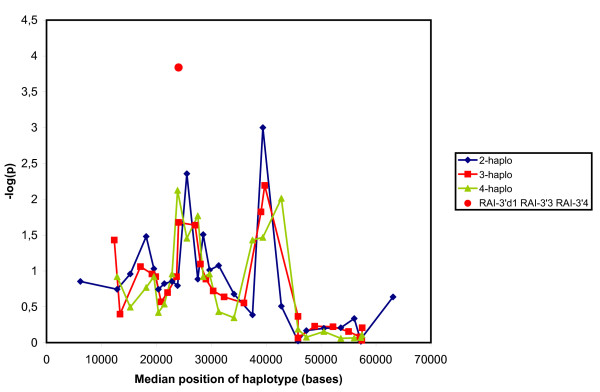 4,5
4
3,5
3
2,5
2
1,5
1
0,5
0
-log(p)
0 10000 20000 30000 40000 50000 60000 70000
Median position of haplotype (bases)
2-haplo
3-haplo
4-haplo
RAI-3'd1 RAI-3'3 RAI-3'4